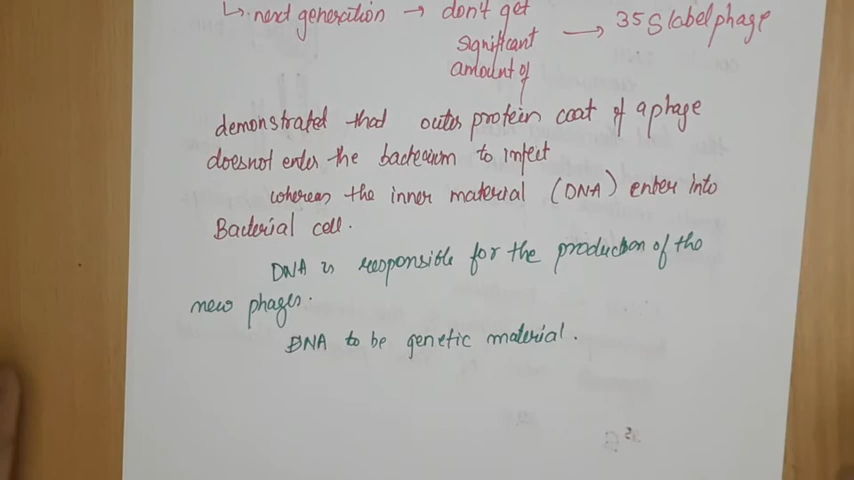 ↳ next generation → don't get
significant → 35 S label phage
amount of
demonstrated that outer protein coat of a phage
doesnot enter the bacterium to infect
whereas the inner material (DNA) enter into
Bacterial cell.
DNA is responsible for the production of the
new phages.
DNA to be genetic material.